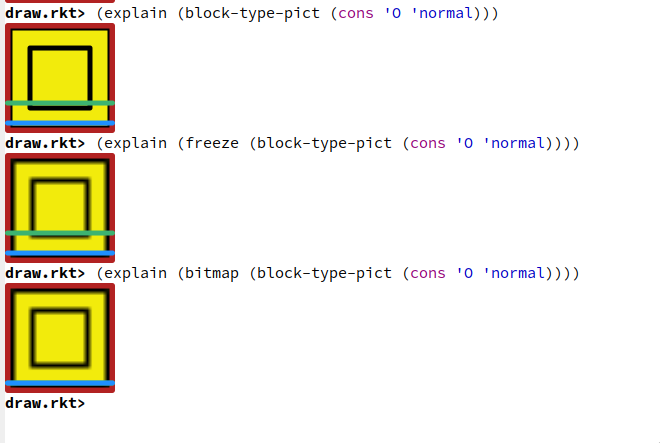 draw.rkt> (explain (block-type-pict (cons 'O 'normal)))
draw.rkt> (explain (freeze (block-type-pict (cons 'O 'normal))))
draw.rkt> (explain (bitmap (block-type-pict (cons 'O 'normal))))
draw.rkt>